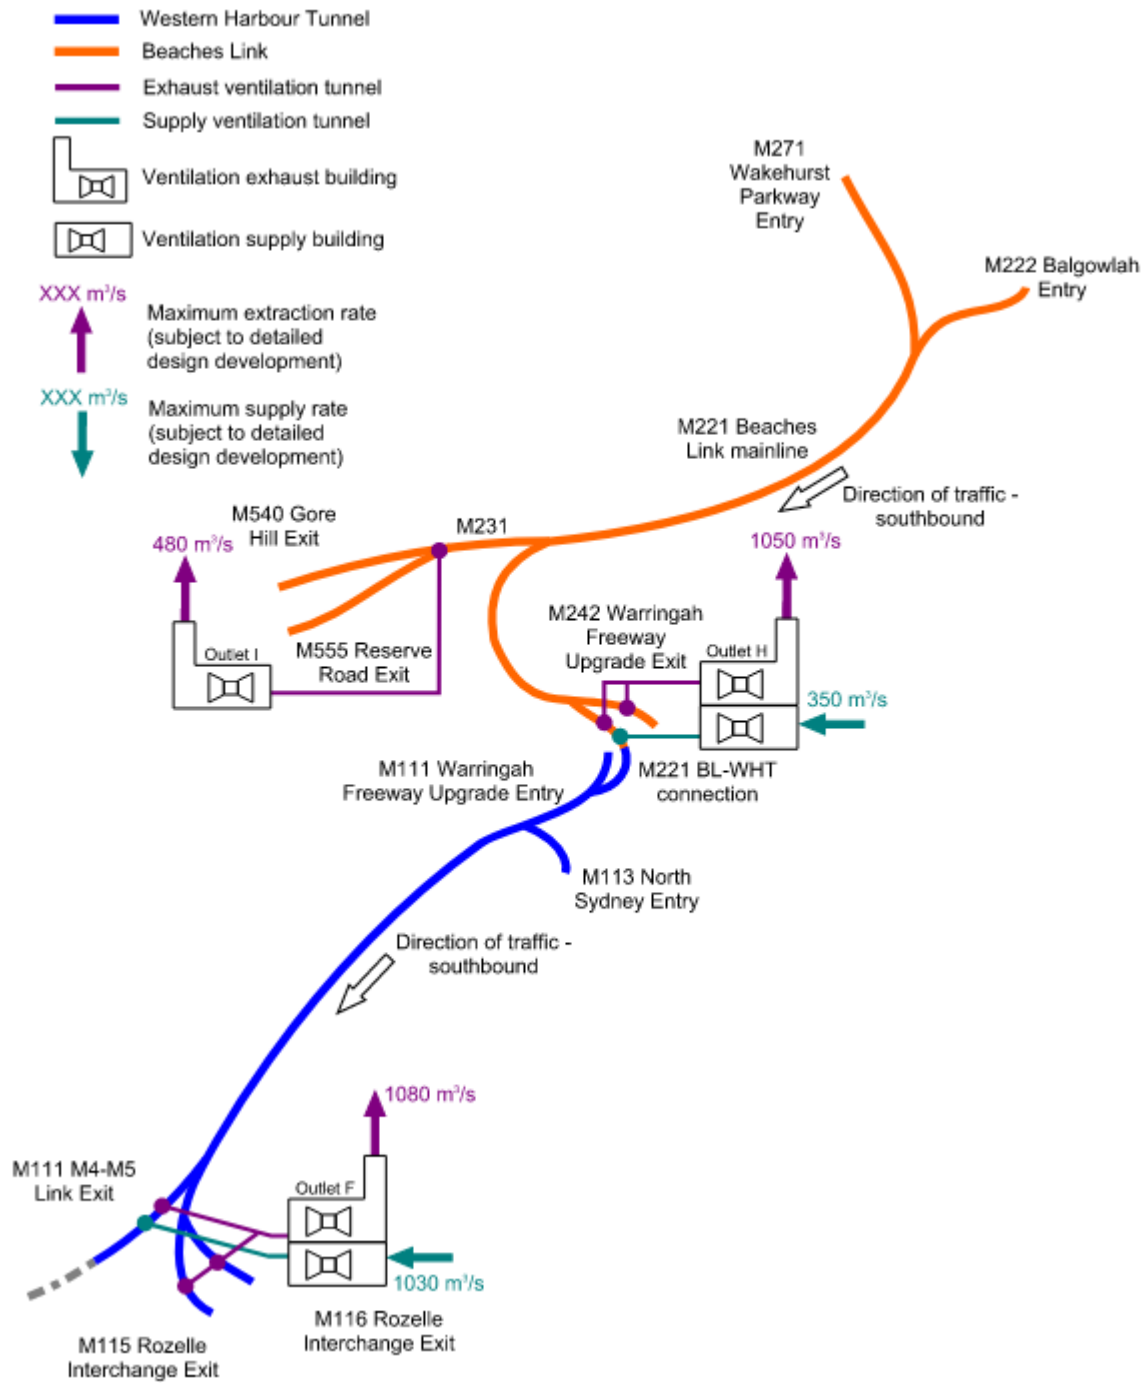 Western Harbour Tunnel
Beaches Link
Exhaust ventilation tunnel
Supply ventilation tunnel
Ventilation exhaust building
Ventilation supply building
XXX m³/s
Maximum extraction rate
(subject to detailed
design development)
XXX m³/s
Maximum supply rate
(subject to detailed
design development)
M271
Wakehurst
Parkway
Entry
M222 Balgowlah
Entry
M221 Beaches
Link mainline
Direction of traffic -
southbound
M540 Gore
Hill Exit
M231
480 m³/s
1050 m³/s
Outlet I
M555 Reserve
Road Exit
M242 Warringah
Freeway
Upgrade Exit
Outlet H
350 m³/s
M111 Warringah
Freeway Upgrade Entry
M221 BL-WHT
connection
M113 North
Sydney Entry
Direction of traffic -
southbound
1080 m³/s
M111 M4-M5
Link Exit
Outlet F
1030 m³/s
M116 Rozelle
Interchange Exit
M115 Rozelle
Interchange Exit